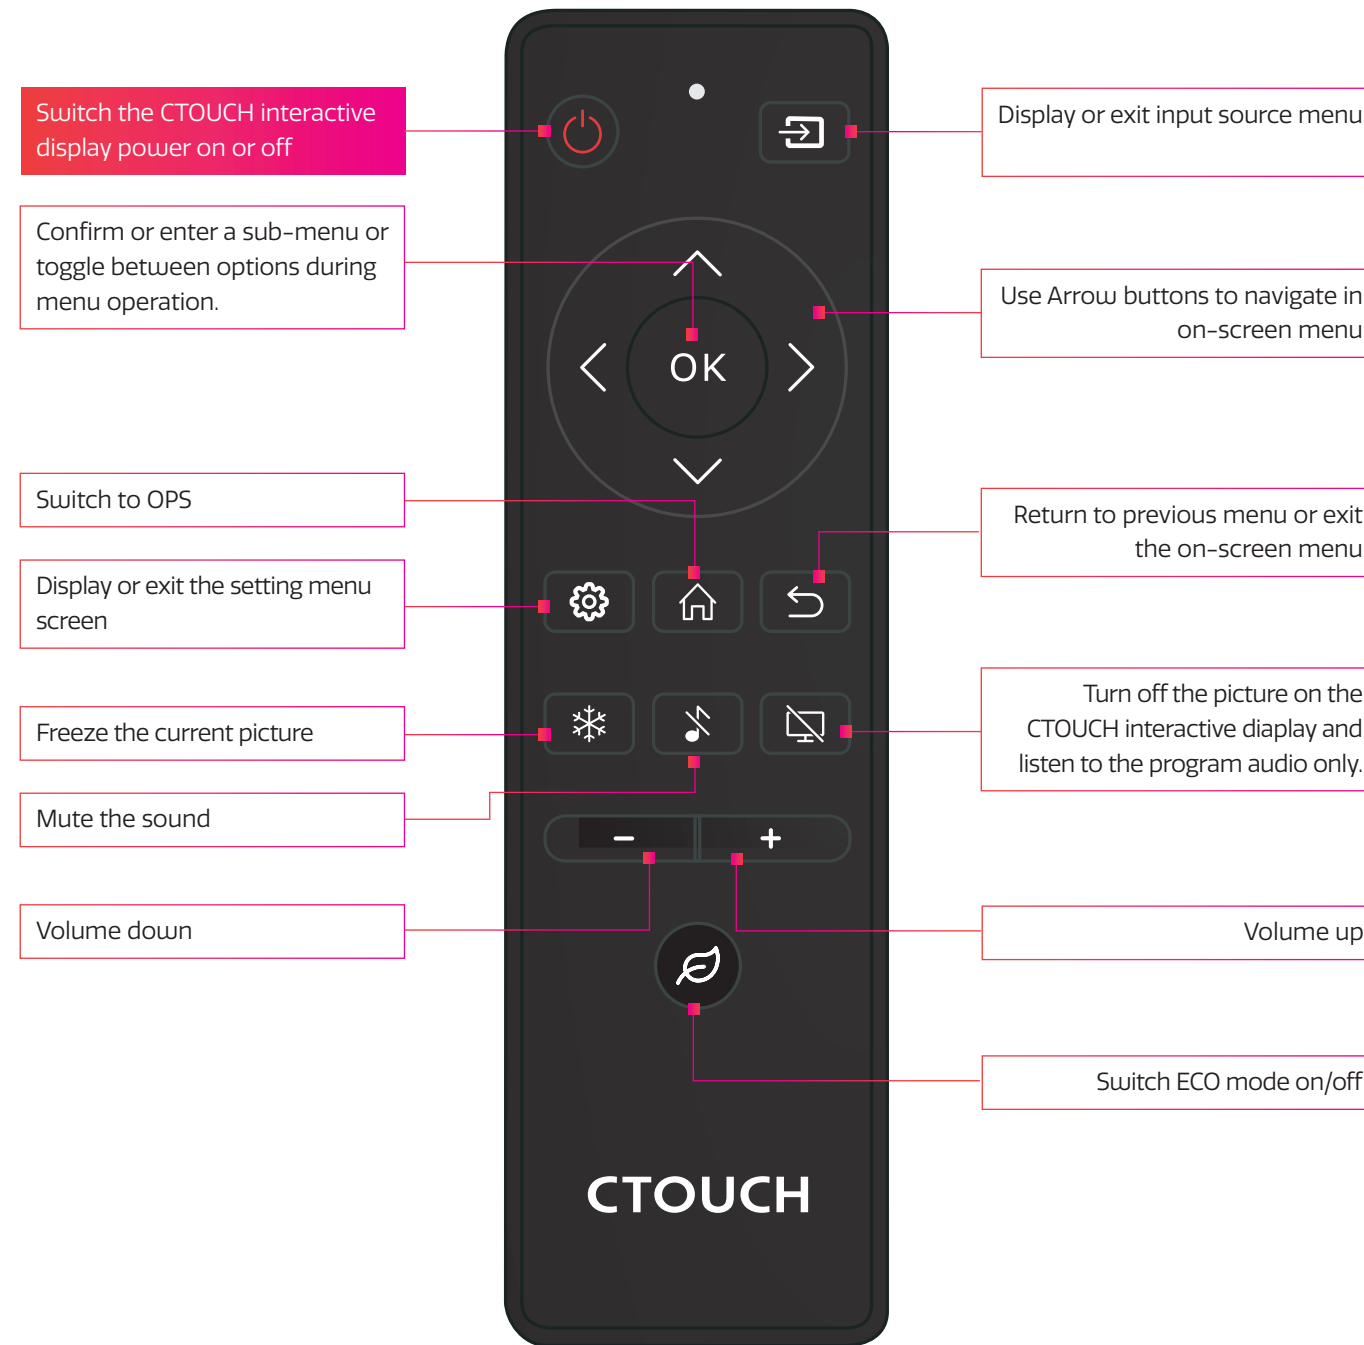 Switch the CTOUCH interactive
display power on or off
Confirm or enter a sub-menu or
toggle between options during
menu operation.
Switch to OPS
Display or exit the setting menu
screen
Freeze the current picture
Mute the sound
Volume down
OK
−
+
CTOUCH
Display or exit input source menu
Use Arrow buttons to navigate in
on-screen menu
Return to previous menu or exit
the on-screen menu
Turn off the picture on the
CTOUCH interactive diaplay and
listen to the program audio only.
Volume up
Switch ECO mode on/off